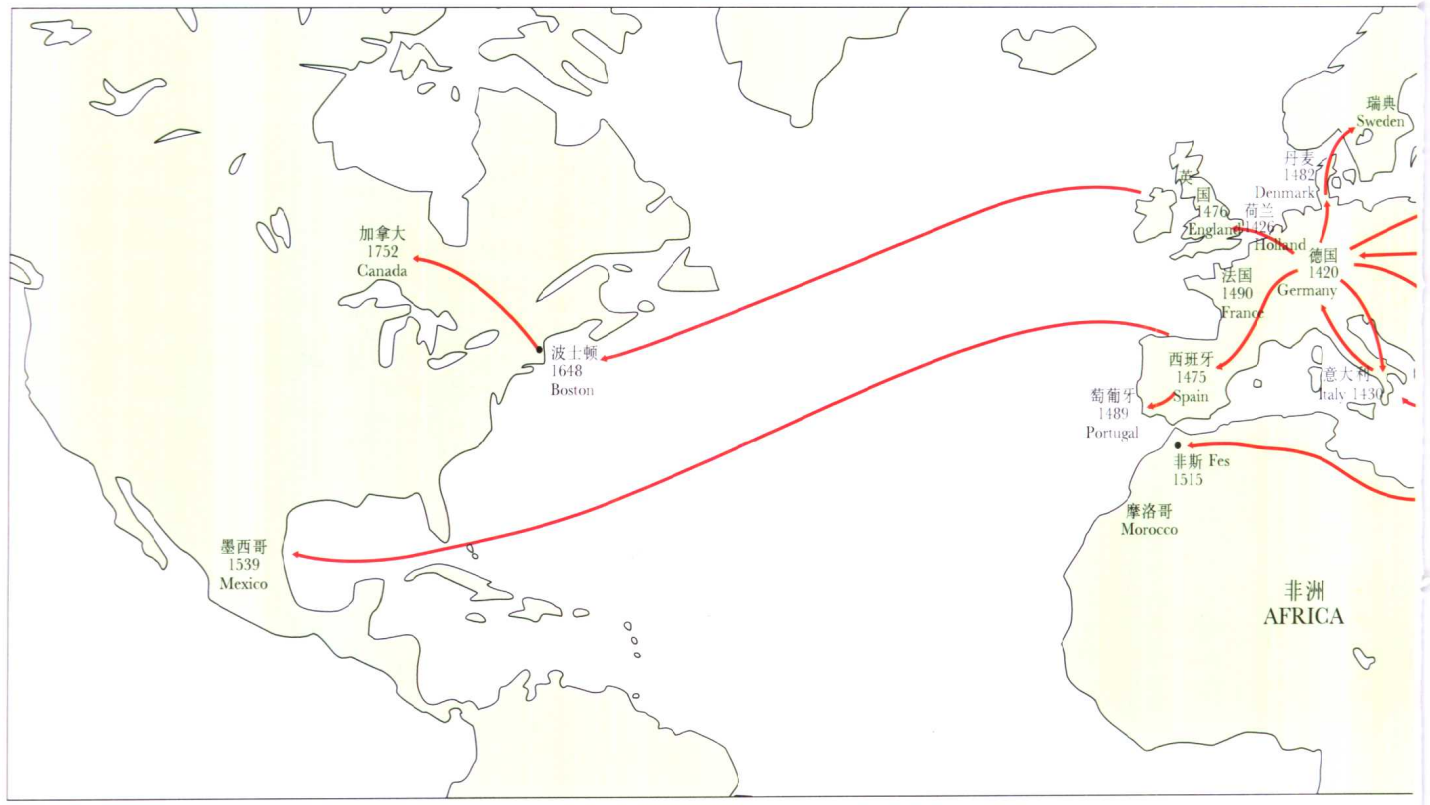 瑞典
Sweden
丹麦
1482
Denmark
英
国
1476
England
荷兰
1426
Holland
德国
1420
Germany
法国
1490
France
加拿大
1752
Canada
波士顿
1648
Boston
西班牙
1475
Spain
意大利
Italy 1430
葡萄牙
1489
Portugal
非斯 Fes
1515
摩洛哥
Morocco
墨西哥
1539
Mexico
非洲
AFRICA